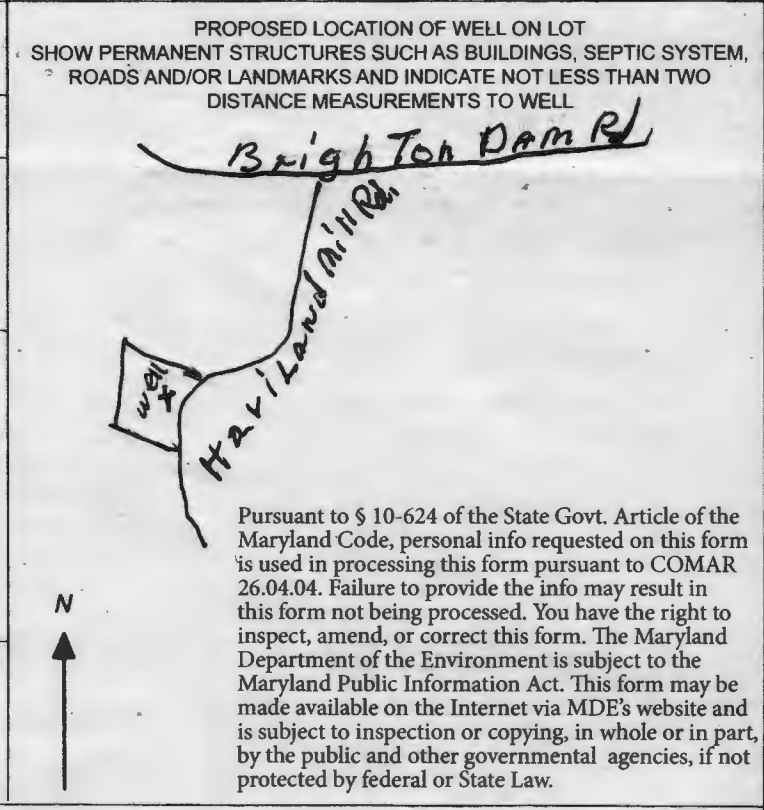 PROPOSED LOCATION OF WELL ON LOT
SHOW PERMANENT STRUCTURES SUCH AS BUILDINGS, SEPTIC SYSTEM,
ROADS AND/OR LANDMARKS AND INDICATE NOT LESS THAN TWO
DISTANCE MEASUREMENTS TO WELL
Brighton DAM Rd
Haviland Mill Rd.
well
x
Pursuant to § 10-624 of the State Govt. Article of the
Maryland Code, personal info requested on this form
is used in processing this form pursuant to COMAR
26.04.04. Failure to provide the info may result in
this form not being processed. You have the right to
inspect, amend, or correct this form. The Maryland
Department of the Environment is subject to the
Maryland Public Information Act. This form may be
made available on the Internet via MDE's website and
is subject to inspection or copying, in whole or in part,
by the public and other governmental agencies, if not
protected by federal or State Law.
N